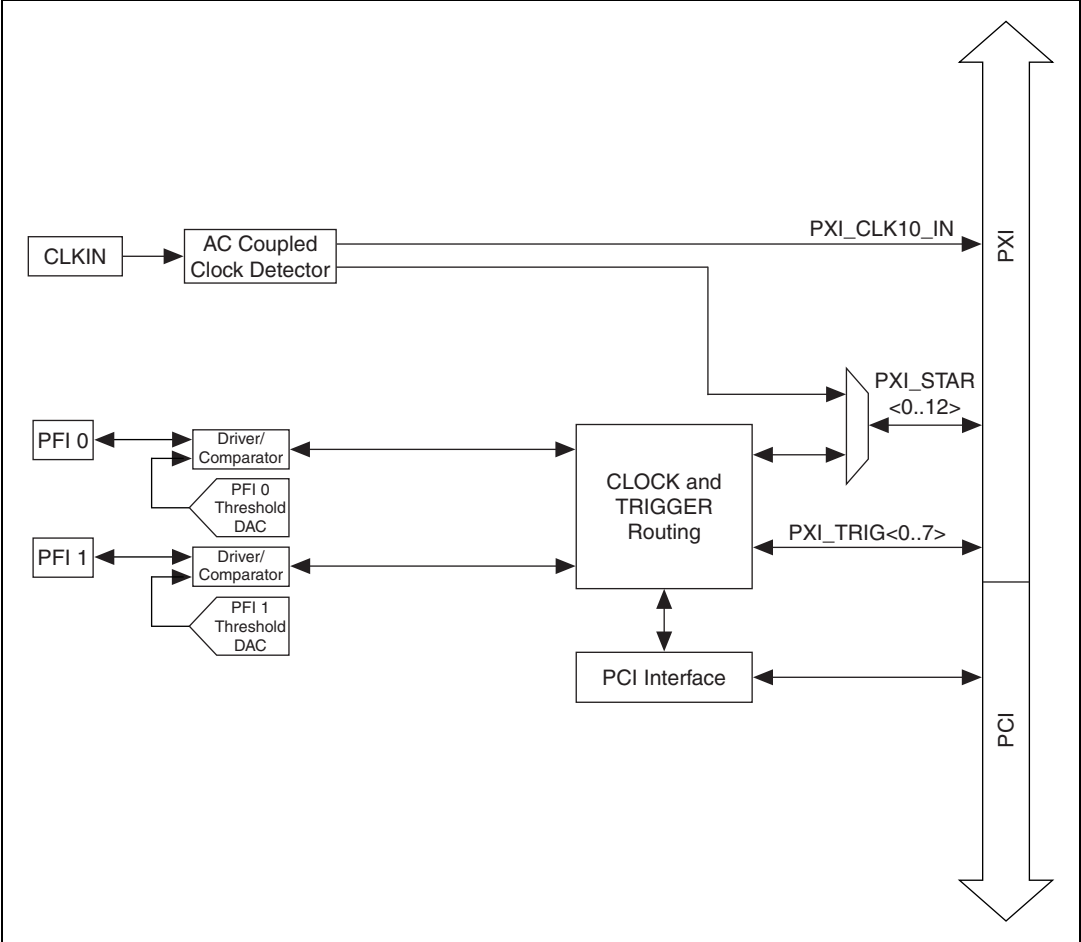 PXI_CLK10_IN
CLKIN
AC Coupled
Clock Detector
PXI
PXI_STAR
<0..12>
PFI 0
Driver/
Comparator
PFI 0
Threshold
DAC
CLOCK and
TRIGGER
Routing
PFI 1
Driver/
Comparator
PXI_TRIG<0..7>
PFI 1
Threshold
DAC
PCI Interface
PCI